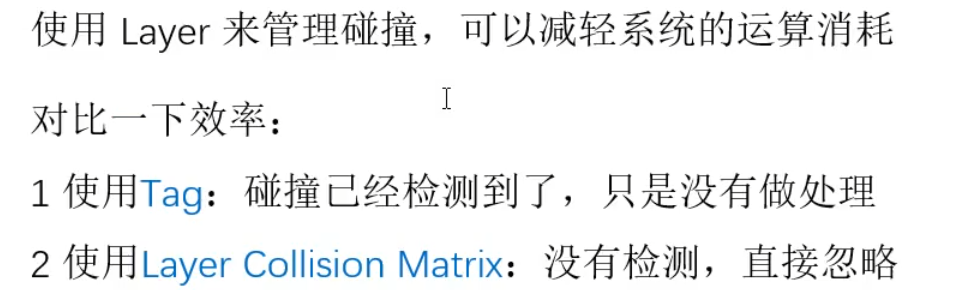 使用 Layer 来管理碰撞，可以减轻系统的运算消耗
对比一下效率：
1 使用Tag：碰撞已经检测到了，只是没有做处理
2 使用Layer Collision Matrix：没有检测，直接忽略